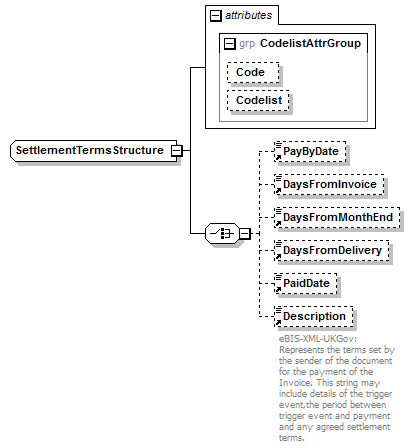 attributes
grp CodelistAttrGroup
Code
Codelist
SettlementTermsStructure
PayByDate
DaysFromInvoice
DaysFromMonthEnd
DaysFromDelivery
PaidDate
Description
eBIS-XML-UKGov:
Represents the terms set by
the sender of the document
for the payment of the
Invoice. This string may
include details of the trigger
event,the period between
trigger event and payment
and any agreed settlement
terms.